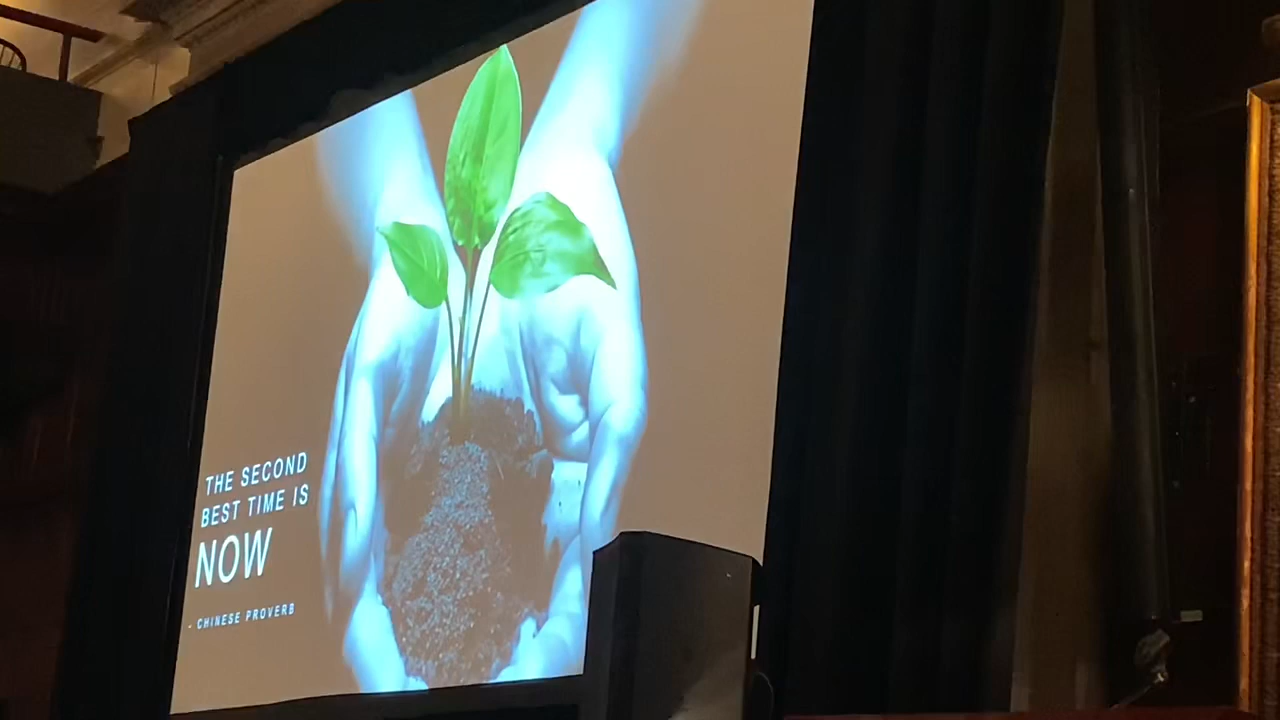 THE SECOND
BEST TIME IS
NOW
- CHINESE PROVERB